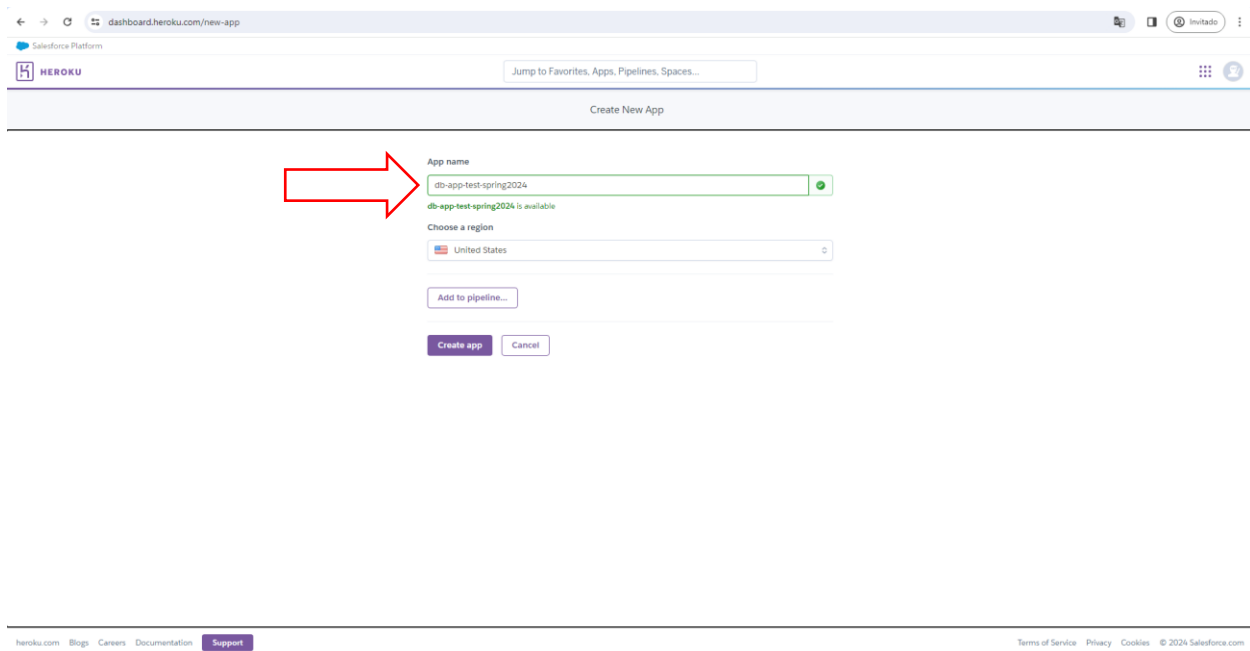 dashboard.heroku.com/new-app
Invitado
Salesforce Platform
HEROKU
Jump to Favorites, Apps, Pipelines, Spaces...
Create New App
App name
db-app-test-spring2024
db-app-test-spring2024 is available
Choose a region
United States
Add to pipeline...
Create app Cancel
heroku.com Blogs Careers Documentation Support Terms of Service Privacy Cookies © 2024 Salesforce.com